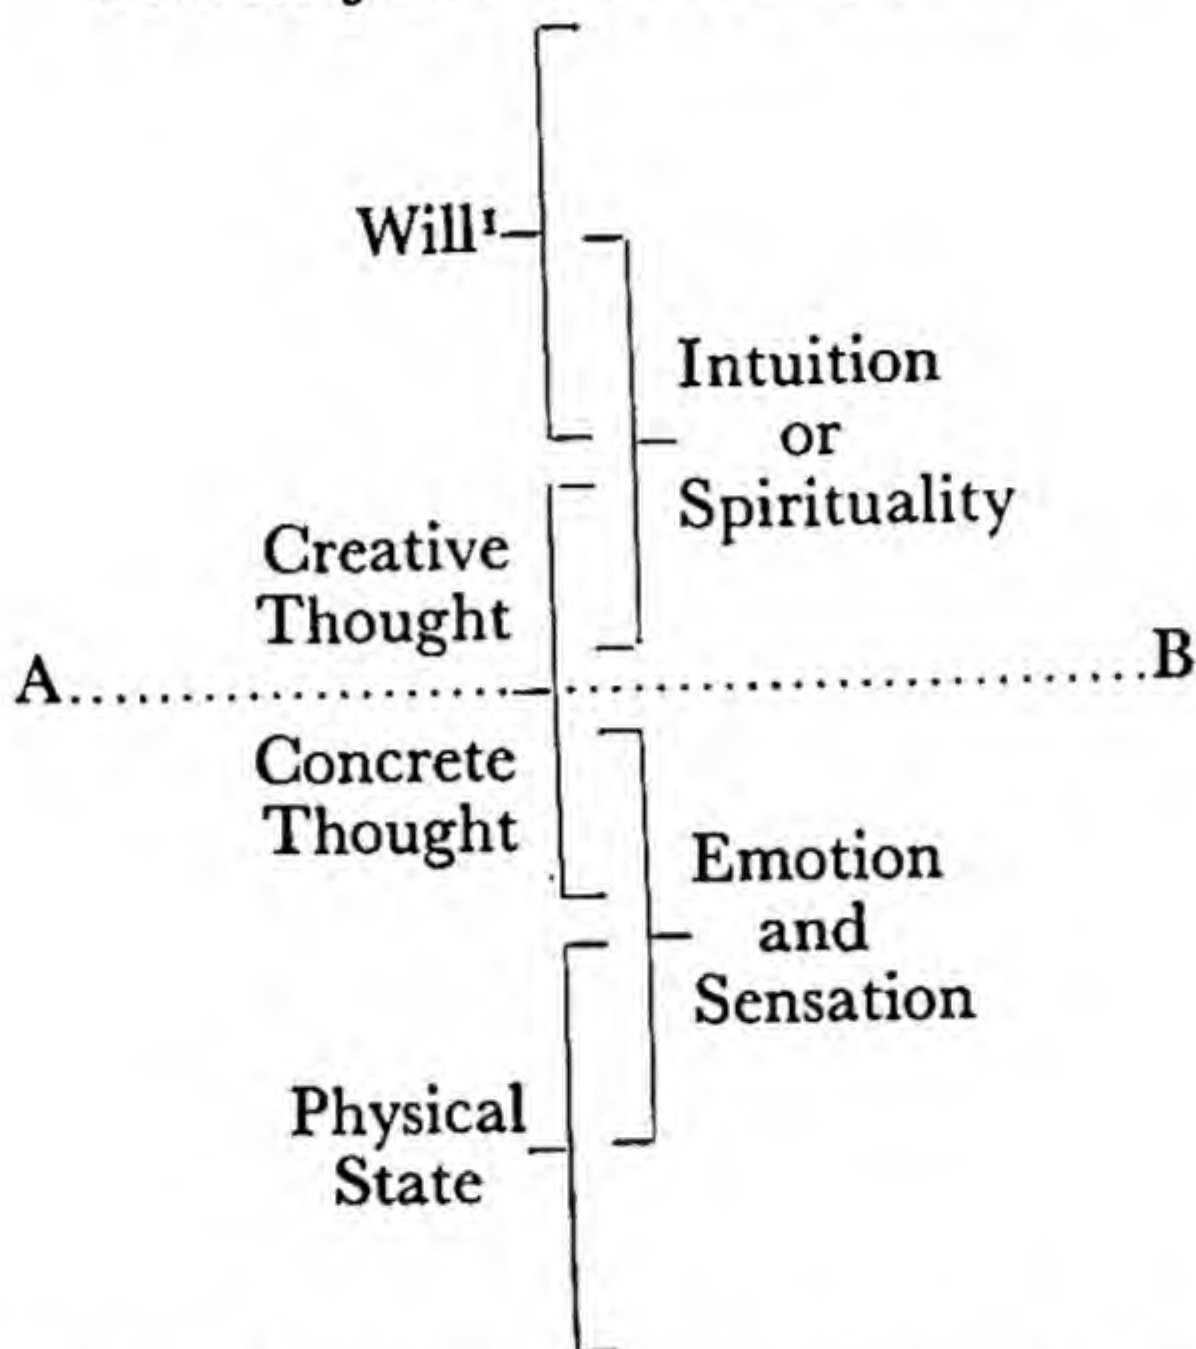 Will¹
Intuition
or
Spirituality
Creative
Thought
A..............................................B
Concrete
Thought
Emotion
and
Sensation
Physical
State